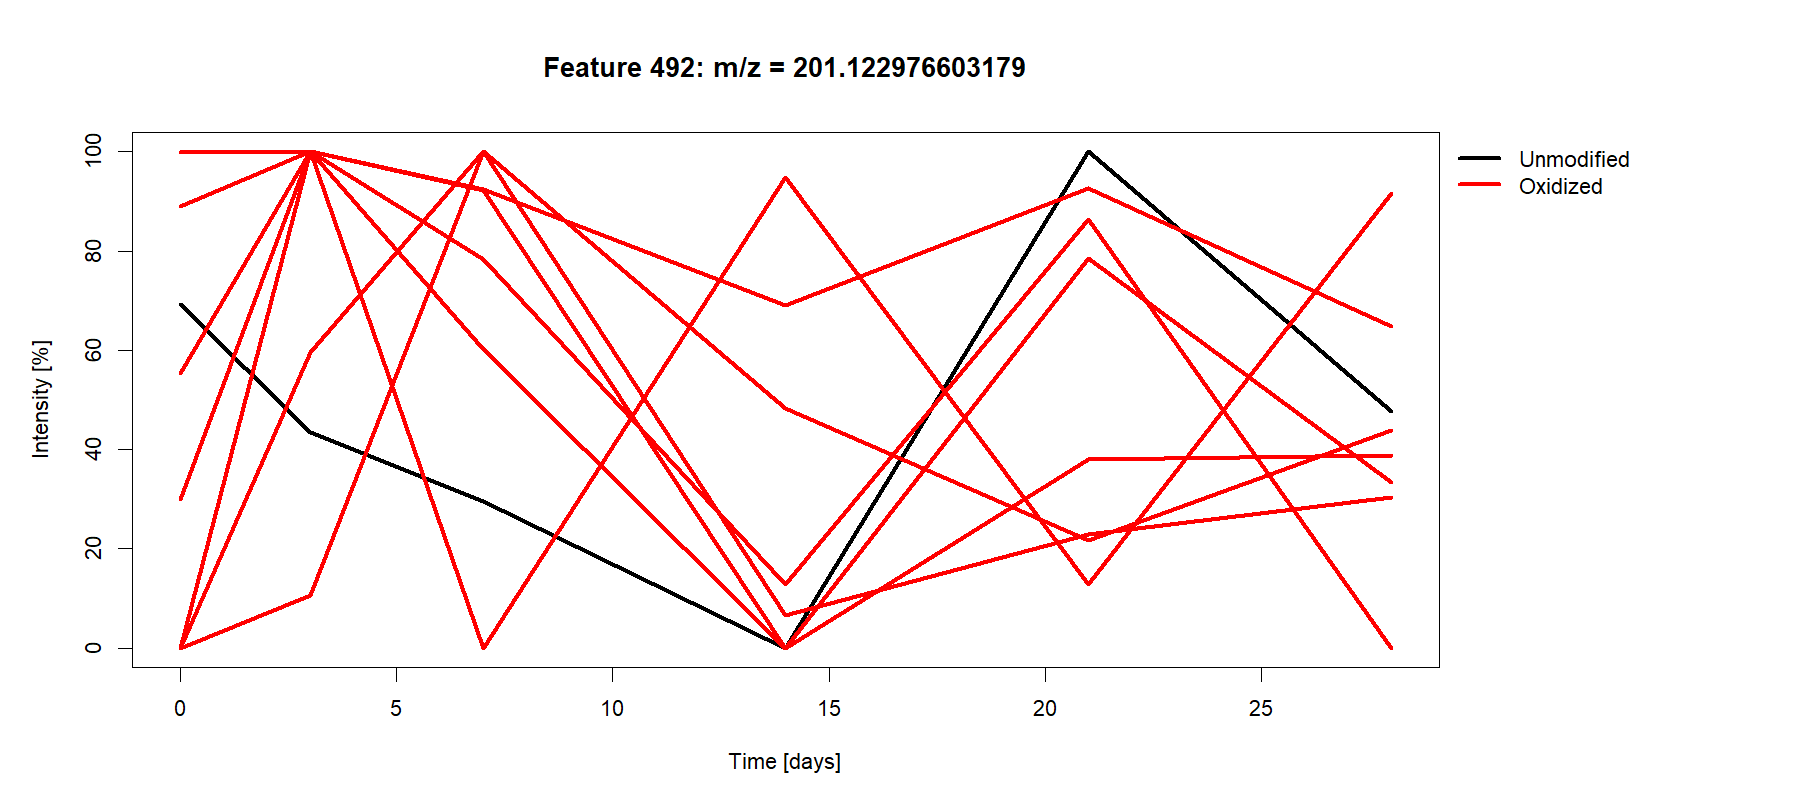 Feature 492: m/z = 201.122976603179
Unmodified
Oxidized
Intensity [%]
100
80
60
40
20
0
0 5 10 15 20 25
Time [days]